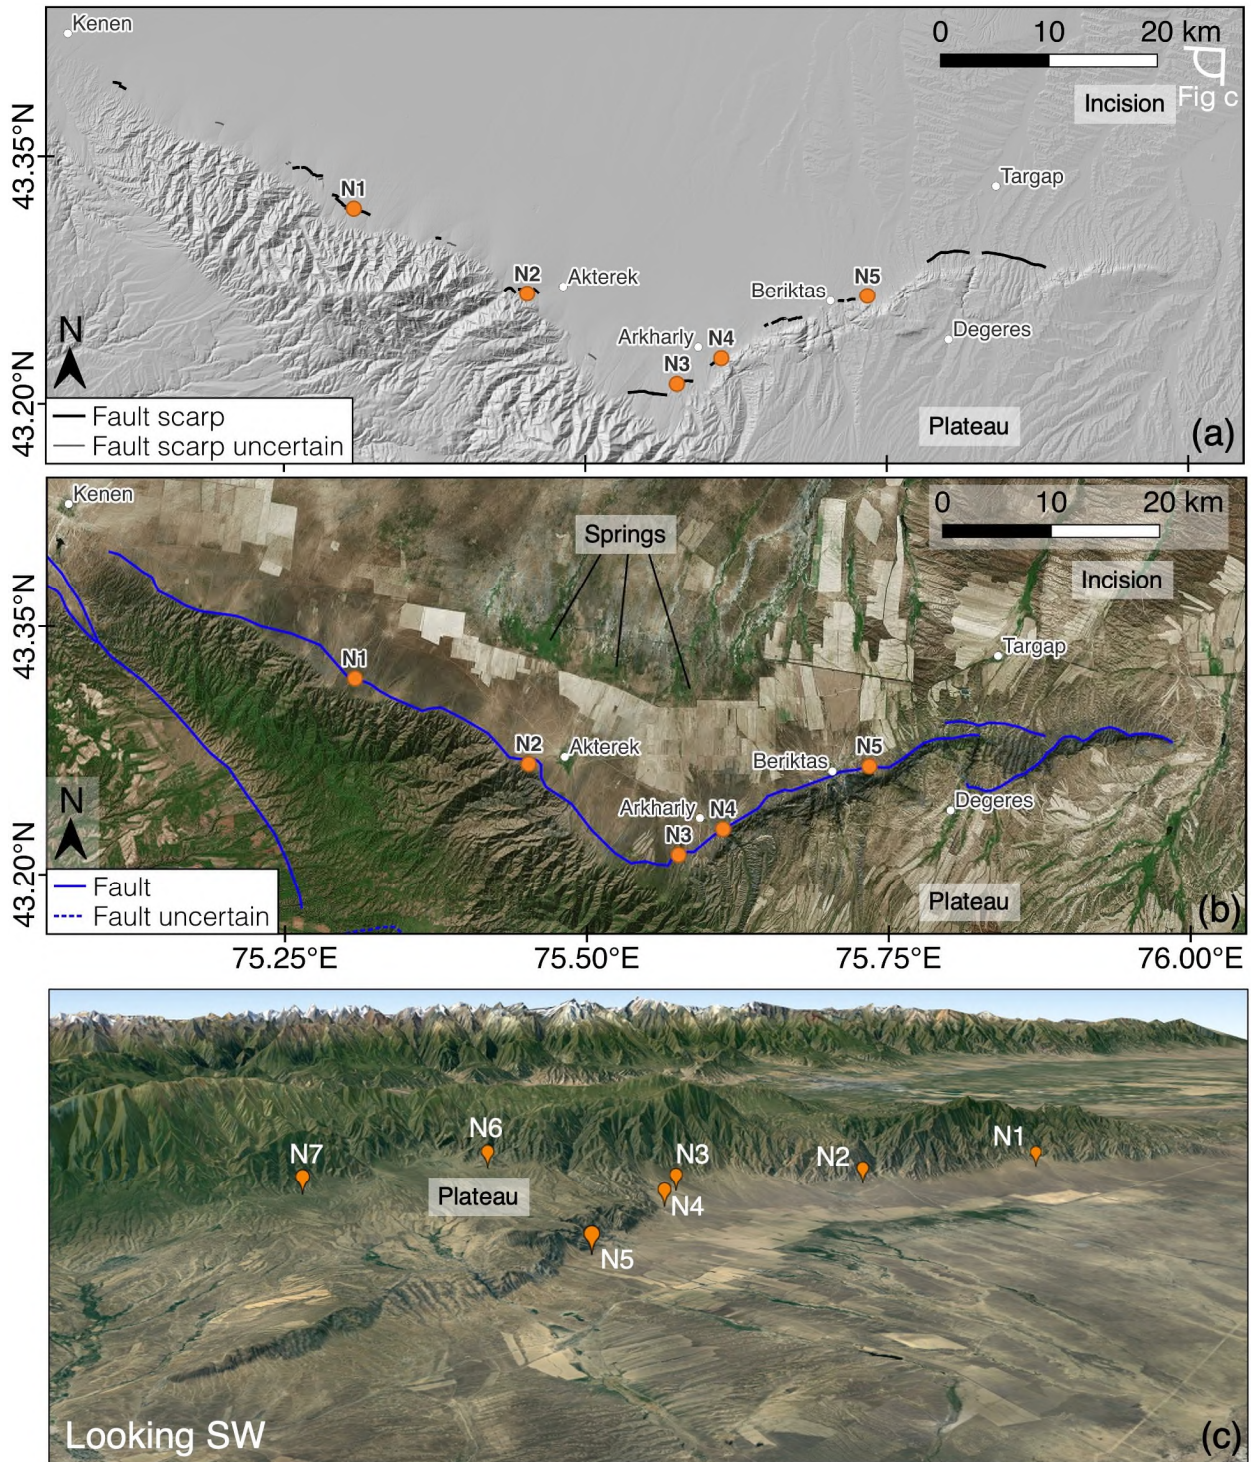 Kenen
0 10 20 km
Incision
Fig c
43.35°N
Targap
N1
N2
Akterek
Beriktas
N5
Degeres
Arkharly
N4
N3
N
43.20°N
Fault scarp
Fault scarp uncertain
Plateau
(a)
Kenen
0 10 20 km
Springs
Incision
43.35°N
Targap
N1
N2
Akterek
Beriktas
N5
Degeres
Arkharly
N4
N3
N
43.20°N
Fault
Fault uncertain
Plateau
(b)
75.25°E 75.50°E 75.75°E 76.00°E
N1
N6
N7
N3
N2
Plateau
N4
N5
Looking SW
(c)